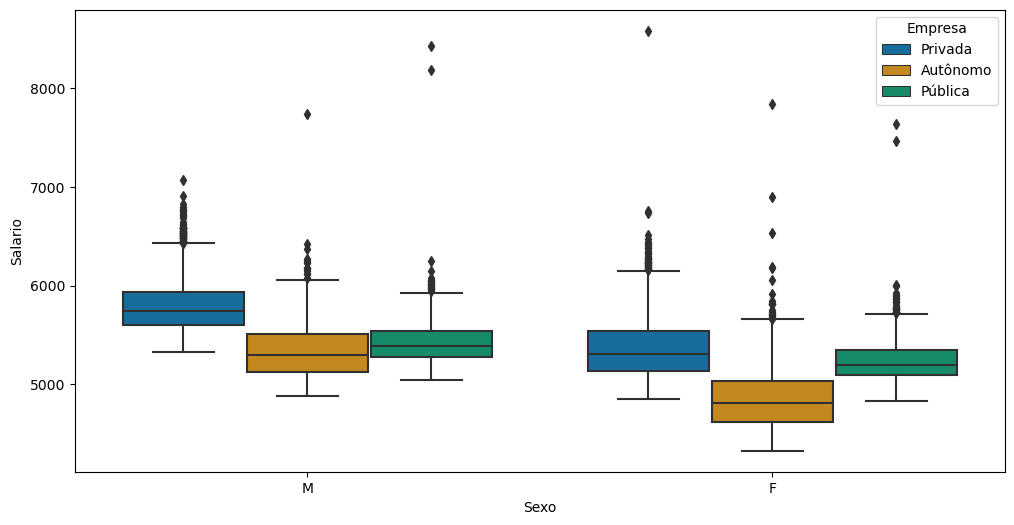 Empresa
Privada
Autônomo
Pública
8000
7000
6000
5000
Salario
M
F
Sexo